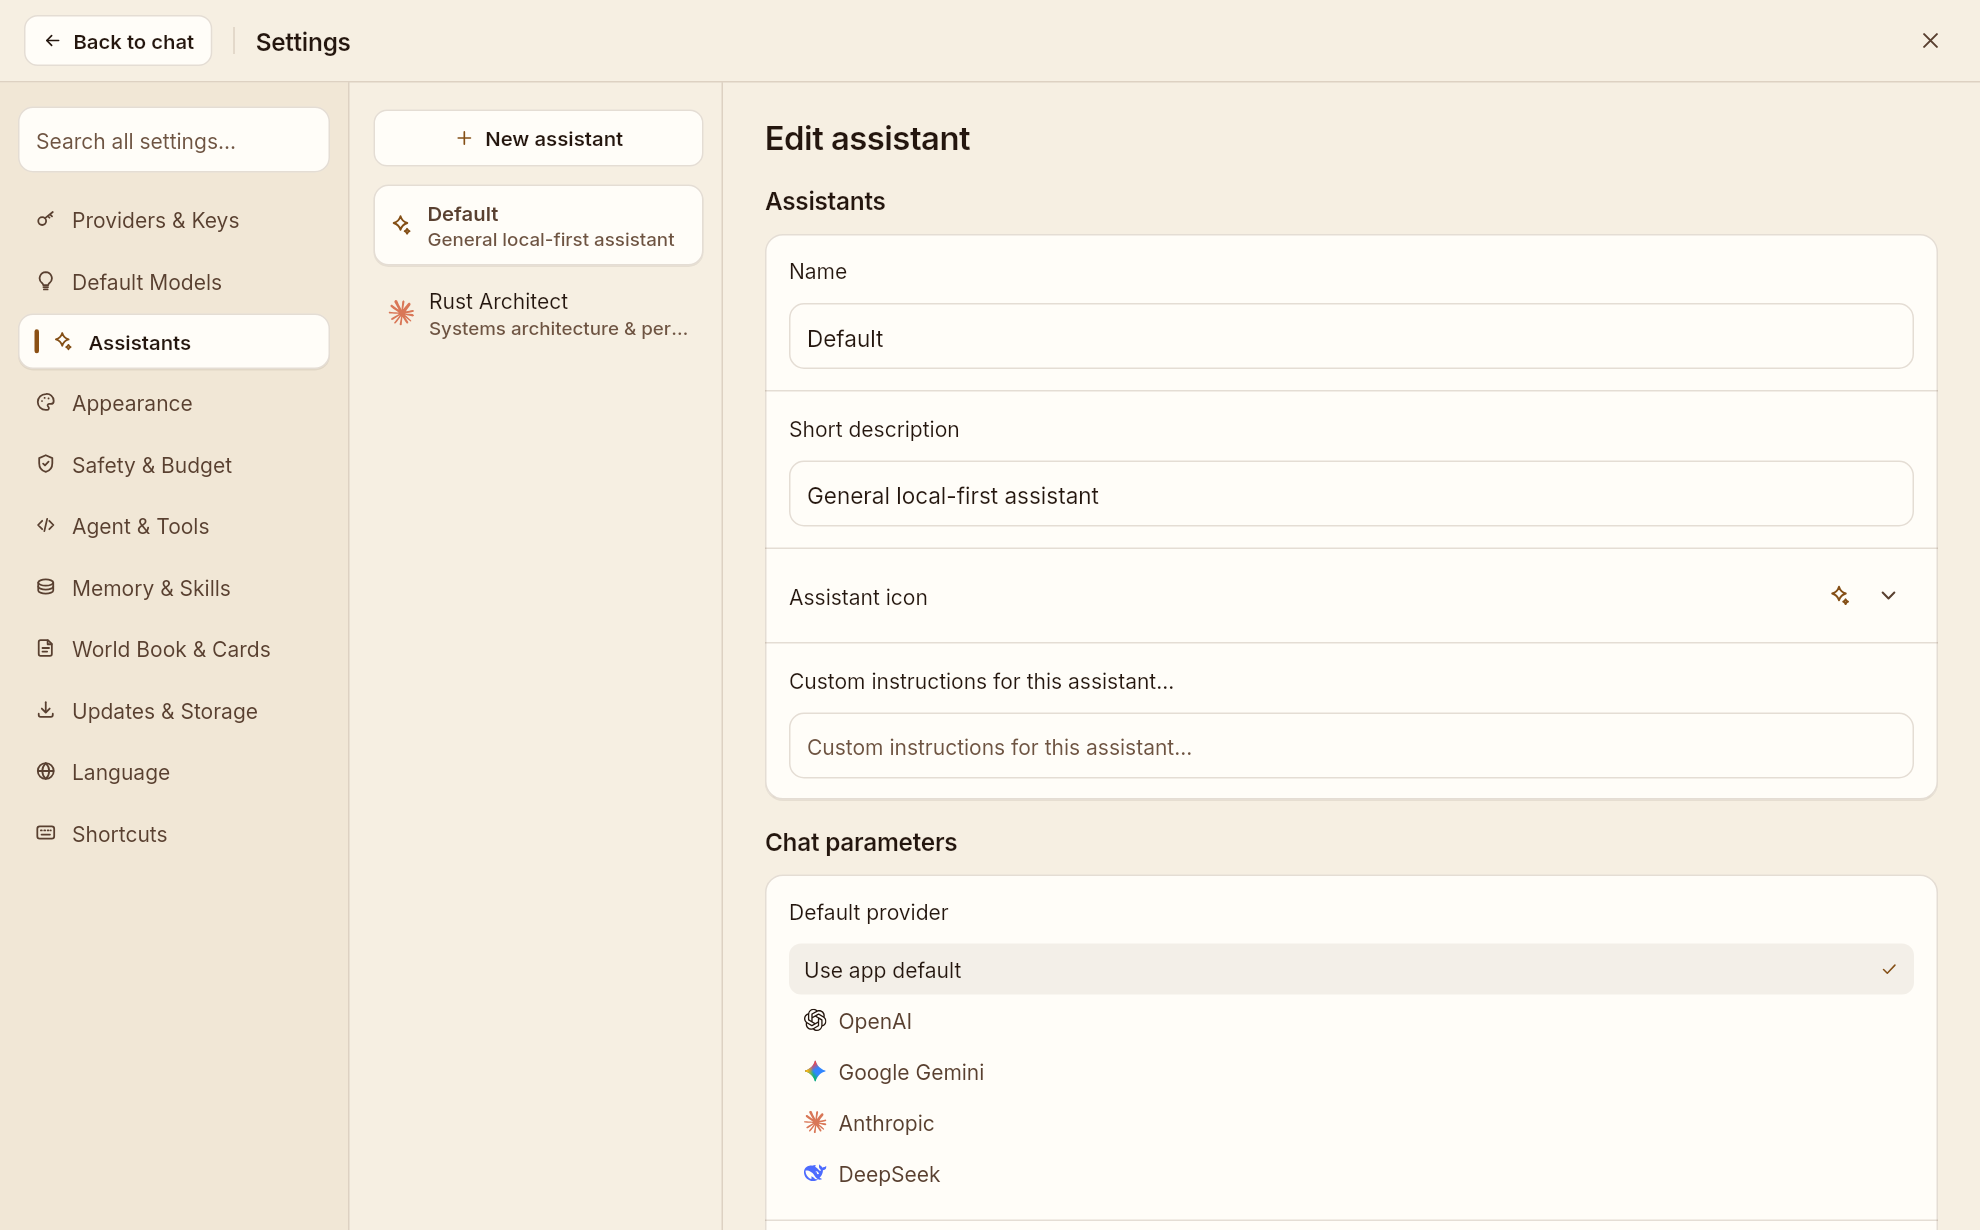 Back to chat
Settings
Search all settings...
Providers & Keys
Default Models
Assistants
Appearance
Safety & Budget
Agent & Tools
Memory & Skills
World Book & Cards
Updates & Storage
Language
Shortcuts
New assistant
Default
General local-first assistant
Rust Architect
Systems architecture & per...
Edit assistant
Assistants
Name
Default
Short description
General local-first assistant
Assistant icon
Custom instructions for this assistant...
Custom instructions for this assistant...
Chat parameters
Default provider
Use app default
OpenAI
Google Gemini
Anthropic
DeepSeek